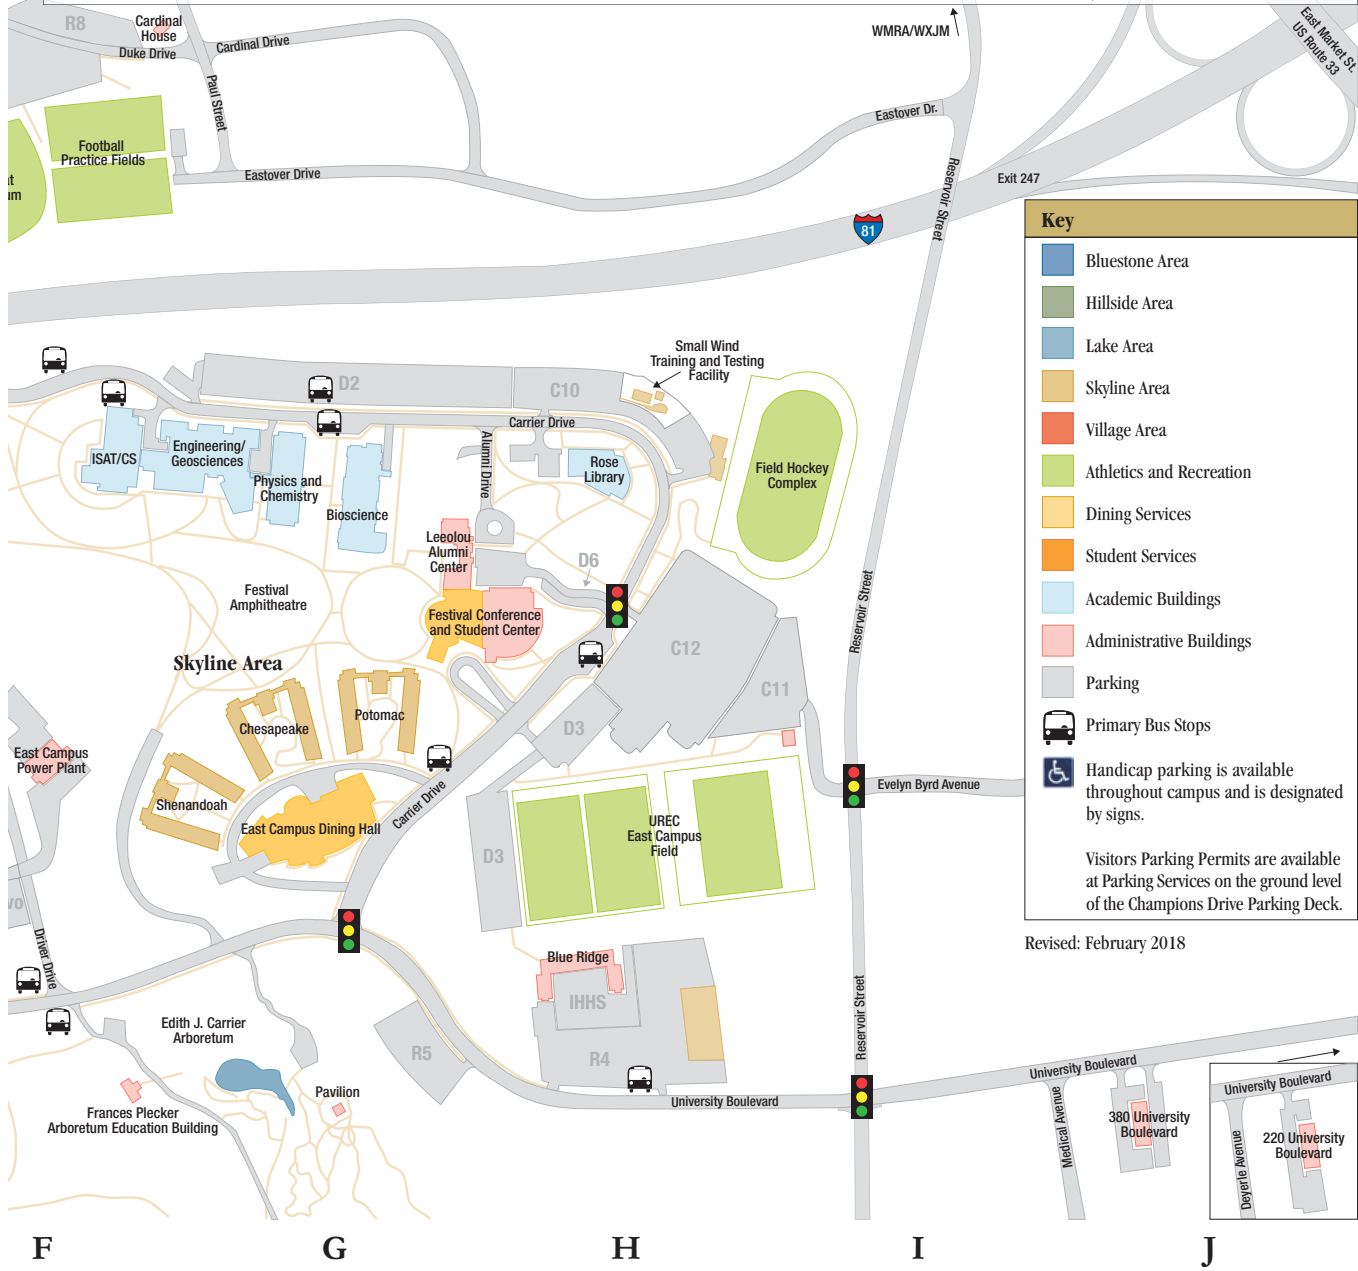 R8
Cardinal
House
Duke Drive
Cardinal Drive
Paul Street
WMRA/WXJM
East Market St.
US Route 33
Eastover Dr.
Football
Practice Fields
Eastover Drive
Reservoir Street
Exit 247
81
Key
Bluestone Area
Hillside Area
Lake Area
Skyline Area
Village Area
Athletics and Recreation
Dining Services
Student Services
Academic Buildings
Administrative Buildings
Parking
Primary Bus Stops
Handicap parking is available
throughout campus and is designated
by signs.
Visitors Parking Permits are available
at Parking Services on the ground level
of the Champions Drive Parking Deck.
Revised: February 2018
Small Wind
Training and Testing
Facility
D2
C10
Carrier Drive
Alumni Drive
ISAT/CS
Engineering/
Geosciences
Physics and
Chemistry
Bioscience
Rose
Library
Field Hockey
Complex
Leeolou
Alumni
Center
D6
Festival
Amphitheatre
Festival Conference
and Student Center
Reservoir Street
C12
C11
Skyline Area
Potomac
Chesapeake
D3
East Campus
Power Plant
Shenandoah
East Campus Dining Hall
Carrier Drive
Evelyn Byrd Avenue
UREC
East Campus
Field
D3
Driver Drive
Blue Ridge
IHHS
R4
R5
Reservoir Street
Edith J. Carrier
Arboretum
Pavilion
Frances Plecker
Arboretum Education Building
University Boulevard
University Boulevard
Medical Avenue
380 University
Boulevard
University Boulevard
Deyerle Avenue
220 University
Boulevard
F
G
H
I
J